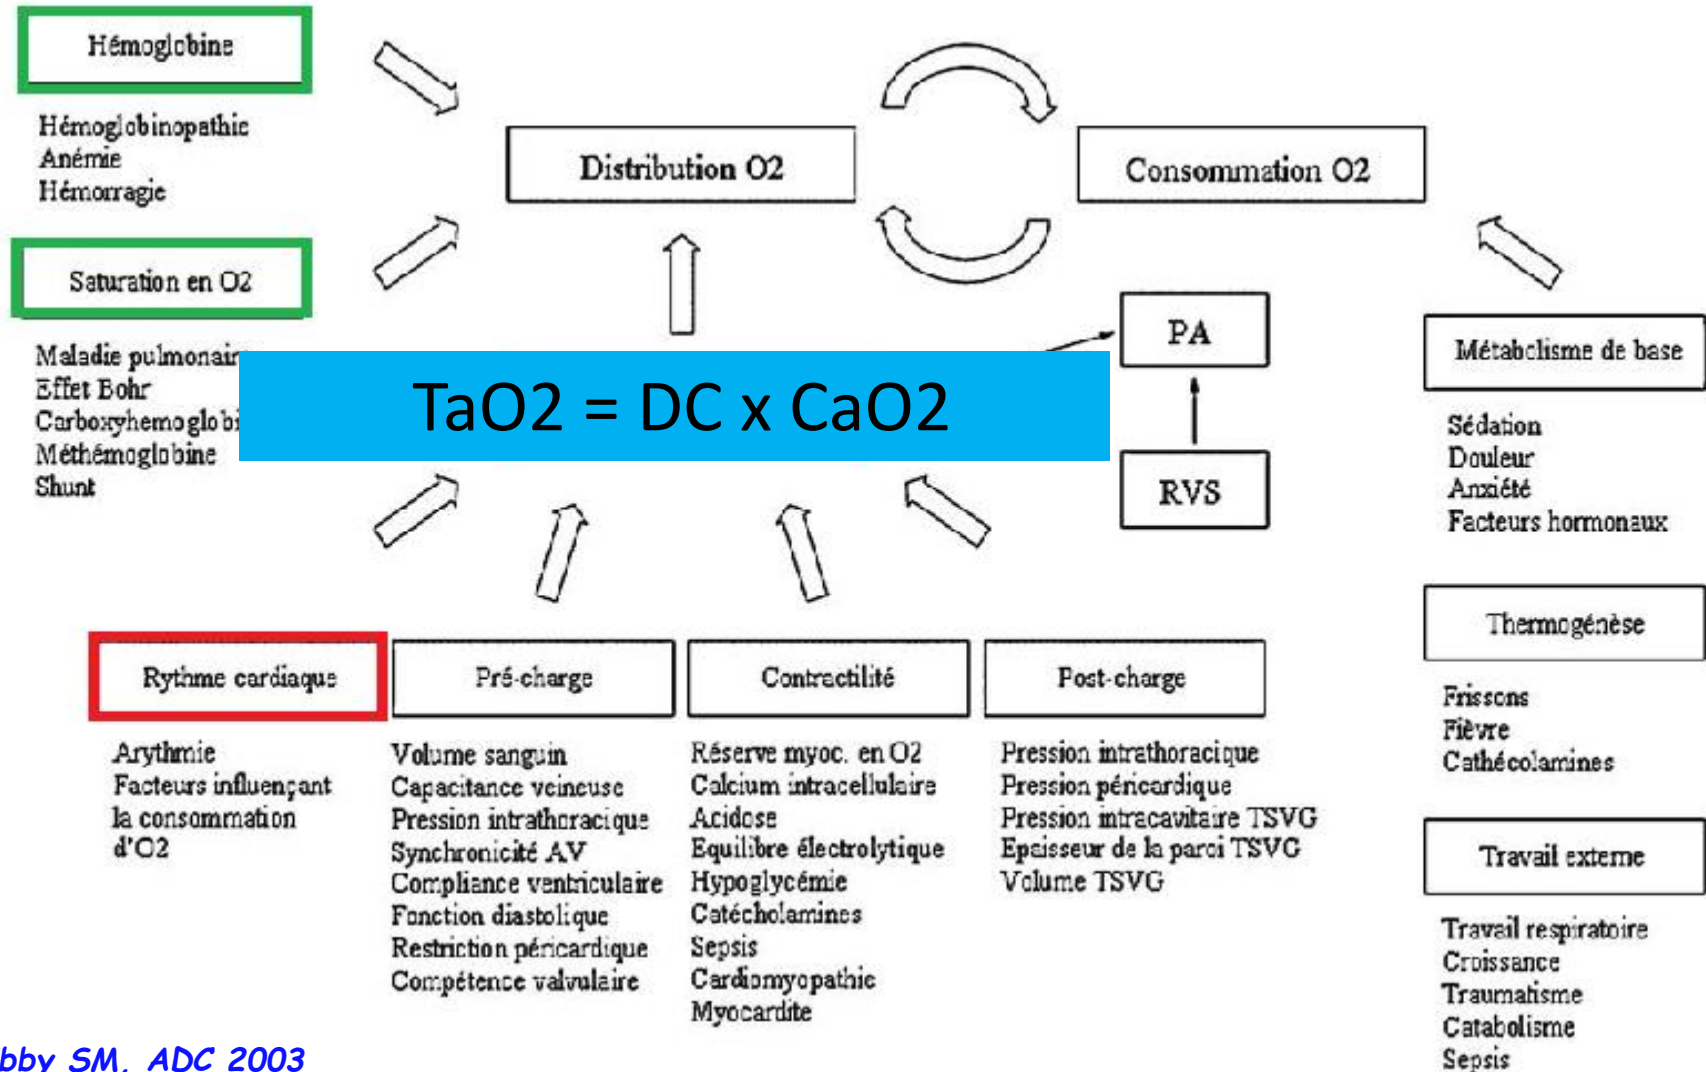 Hémoglobine
Hémoglobinopathie
Anémie
Hémorragie
Saturation en O2
Maladie pulmonaire
Effet Bohr
Méthémoglobine
Shunt
Distribution O2
Consommation O2
TaO2 = DC x CaO2
PA
RVS
Rythme cardiaque
Arythmie
Facteurs influençant
la consommation
d'O2
Pré-charge
Volume sanguin
Capacitance veineuse
Pression intrathoracique
Synchronicité AV
Compliance ventriculaire
Fonction diastolique
Restriction péricardique
Compétence valvulaire
Contractilité
Réserve myoc. en O2
Calcium intracellulaire
Acidose
Equilibre électrolytique
Hypoglycémie
Catécholamines
Sepsis
Cardiomyopathie
Myocardite
Post-charge
Pression intrathoracique
Pression péricardique
Pression intracavitaire TSVG
Epaisseur de la paroi TSVG
Volume TSVG
Métabolisme de base
Sédation
Douleur
Anxiété
Facteurs hormonaux
Thermogénèse
Frissons
Fièvre
Cathécolamines
Travail externe
Travail respiratoire
Croissance
Traumatisme
Catabolisme
Sepsis
SM, ADC 2003